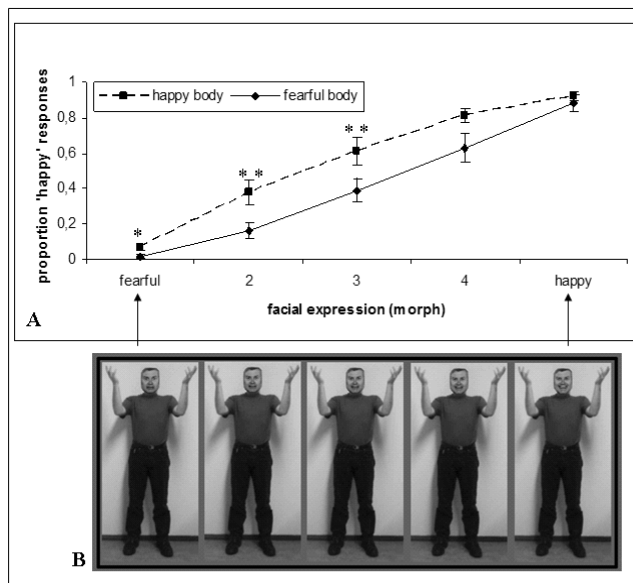 proportion 'happy' responses
1
0,8
0,6
0,4
0,2
0
happy body
fearful body
*
* *
* *
fearful
2
3
4
happy
facial expression (morph)
A
B